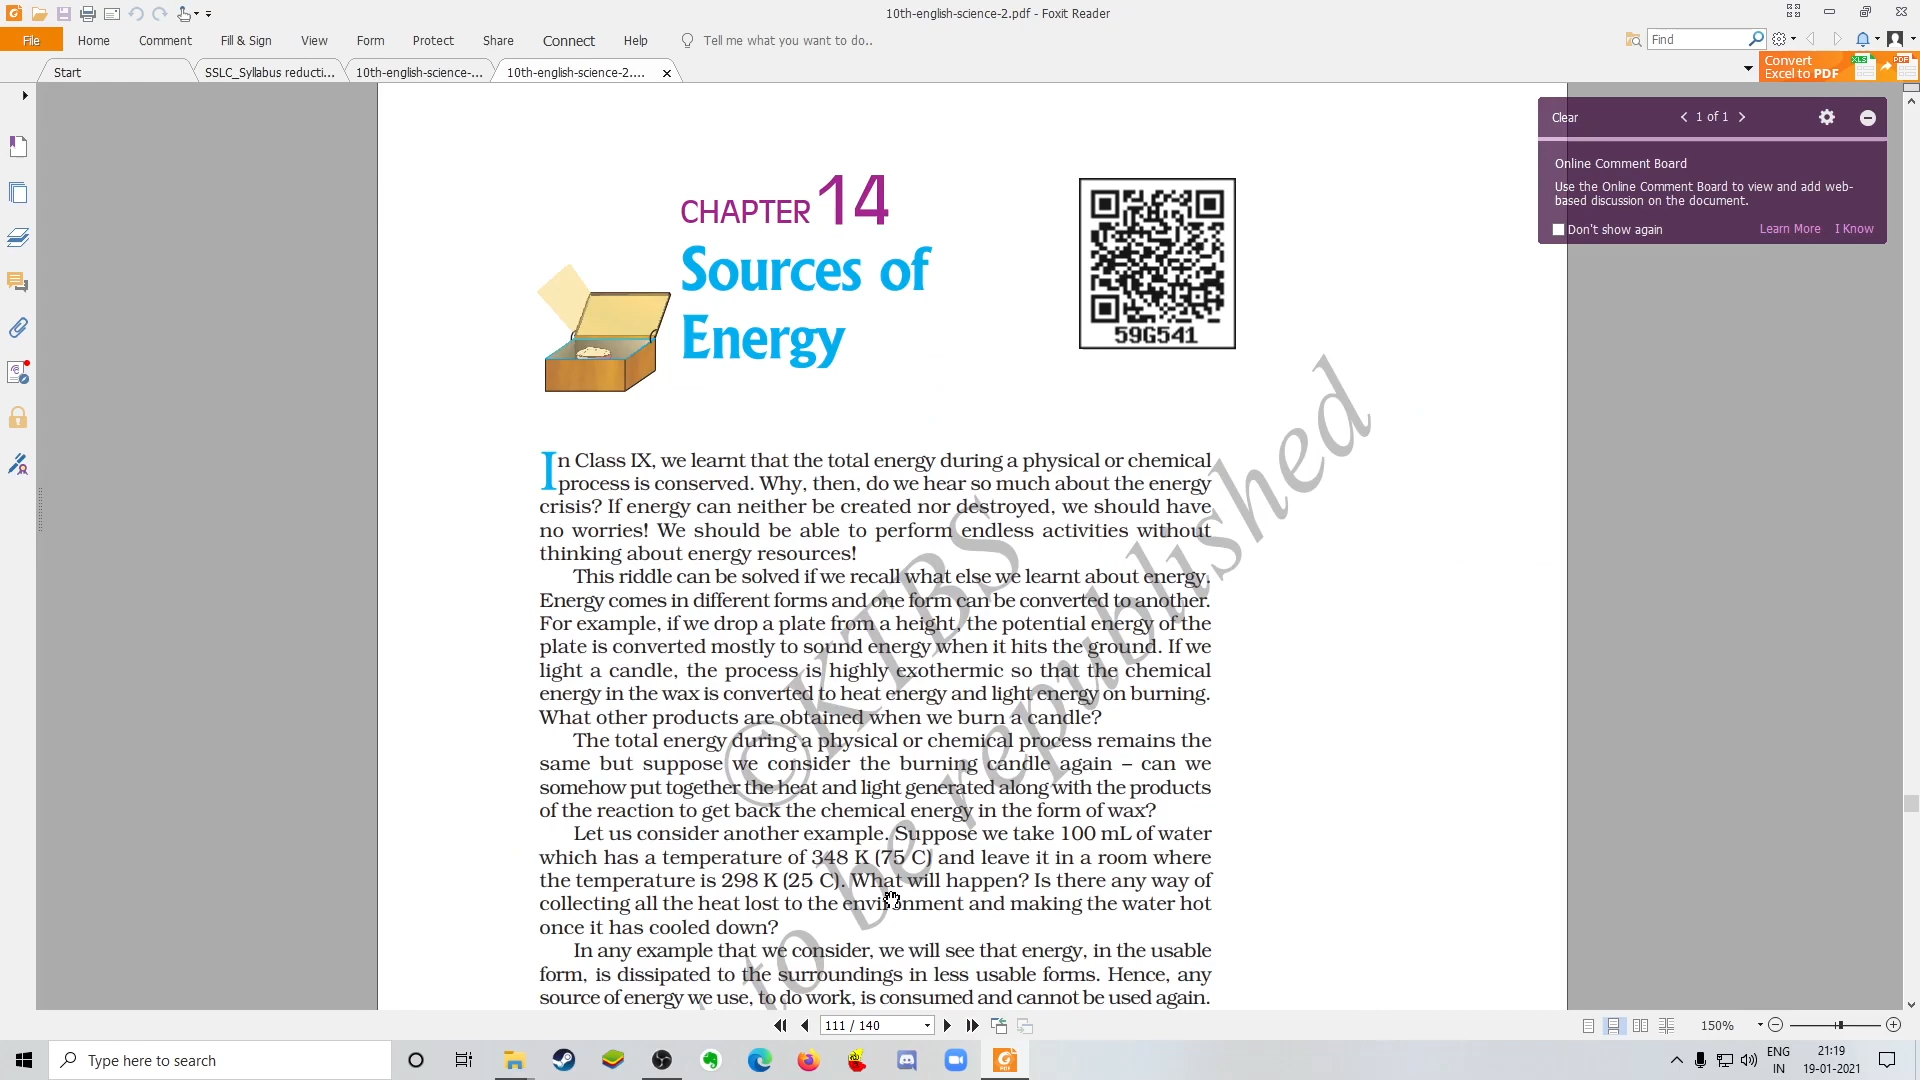 10th-english-science-2.pdf - Foxit Reader
File Home Comment Fill & Sign View Form Protect Share Connect Help Tell me what you want to do.. Find
Start SSLC_Syllabus reducti... 10th-english-science-... 10th-english-science-2....
Convert
Excel to PDF
XLS PDF
Clear 1 of 1
Online Comment Board
Use the Online Comment Board to view and add web-
based discussion on the document.
Don't show again Learn More I Know
CHAPTER 14
Sources of
Energy
59G541
In Class IX, we learnt that the total energy during a physical or chemical
process is conserved. Why, then, do we hear so much about the energy
crisis? If energy can neither be created nor destroyed, we should have
no worries! We should be able to perform endless activities without
thinking about energy resources!
This riddle can be solved if we recall what else we learnt about energy.
Energy comes in different forms and one form can be converted to another.
For example, if we drop a plate from a height, the potential energy of the
plate is converted mostly to sound energy when it hits the ground. If we
light a candle, the process is highly exothermic so that the chemical
energy in the wax is converted to heat energy and light energy on burning.
What other products are obtained when we burn a candle?
The total energy during a physical or chemical process remains the
same but suppose we consider the burning candle again – can we
somehow put together the heat and light generated along with the products
of the reaction to get back the chemical energy in the form of wax?
Let us consider another example. Suppose we take 100 mL of water
which has a temperature of 348 K (75 C) and leave it in a room where
the temperature is 298 K (25 C). What will happen? Is there any way of
collecting all the heat lost to the environment and making the water hot
once it has cooled down?
In any example that we consider, we will see that energy, in the usable
form, is dissipated to the surroundings in less usable forms. Hence, any
source of energy we use, to do work, is consumed and cannot be used again.
©KTBS
to be republished
111 / 140
150%
Type here to search
ENG
IN
21:19
19-01-2021